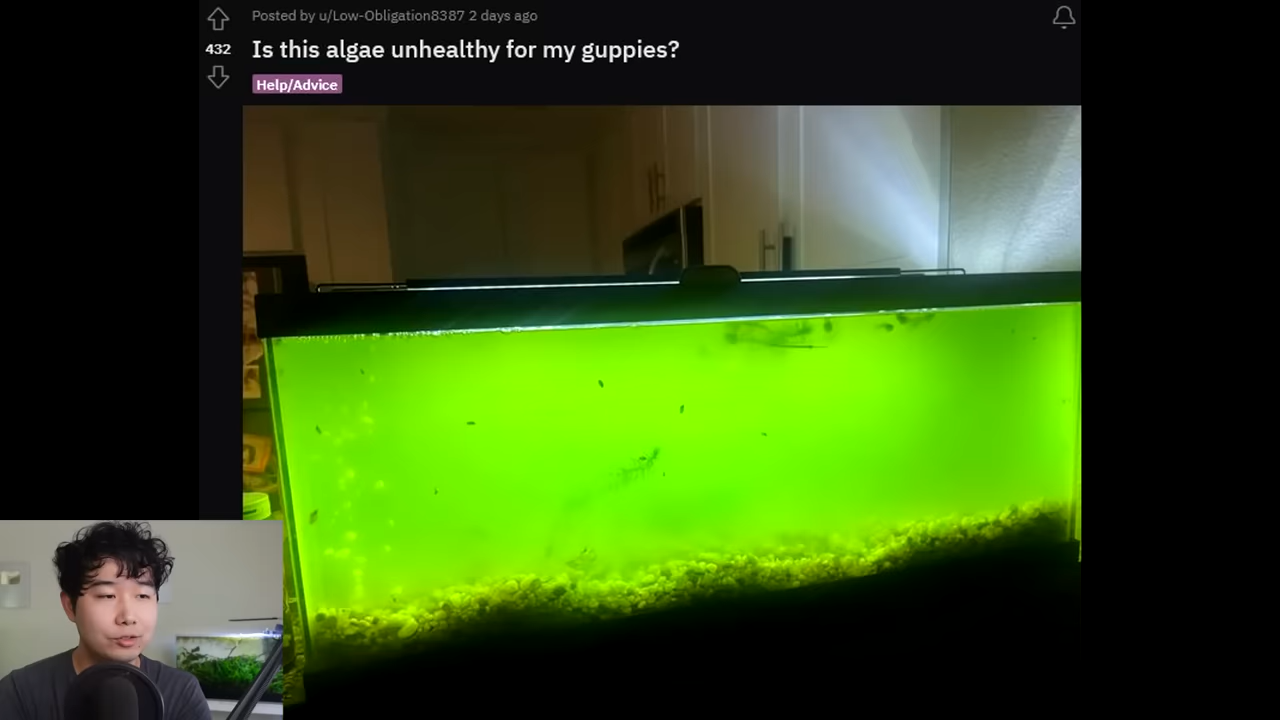 Posted by u/Low-Obligation8387 2 days ago
432
Is this algae unhealthy for my guppies?
Help/Advice